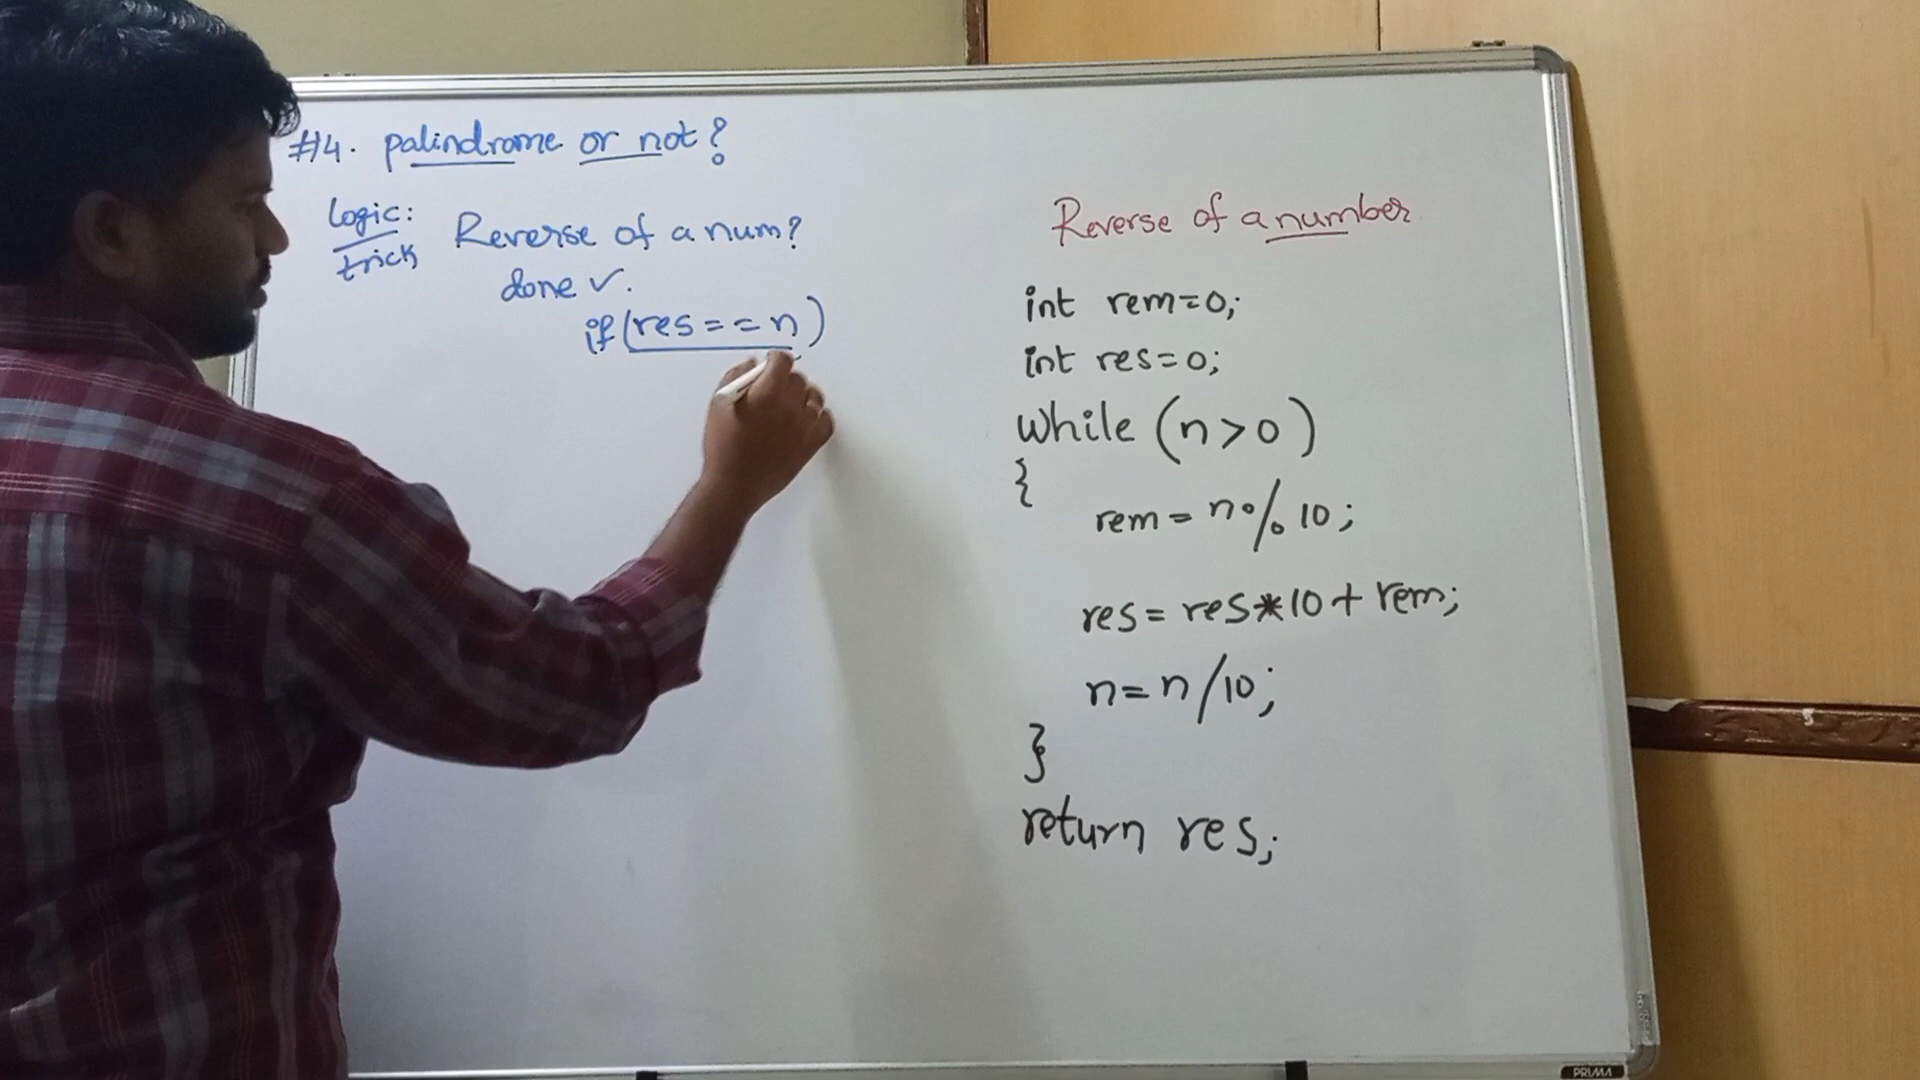 #4. palindrome or not?
Logic:
trick
Reverse of a num?
done ✓.
if(res==n)
Reverse of a number
int rem=0;
int res=0;
while (n>0)
{
rem=n%10;
res=res*10+rem;
n=n/10;
}
return res;
PRIMA